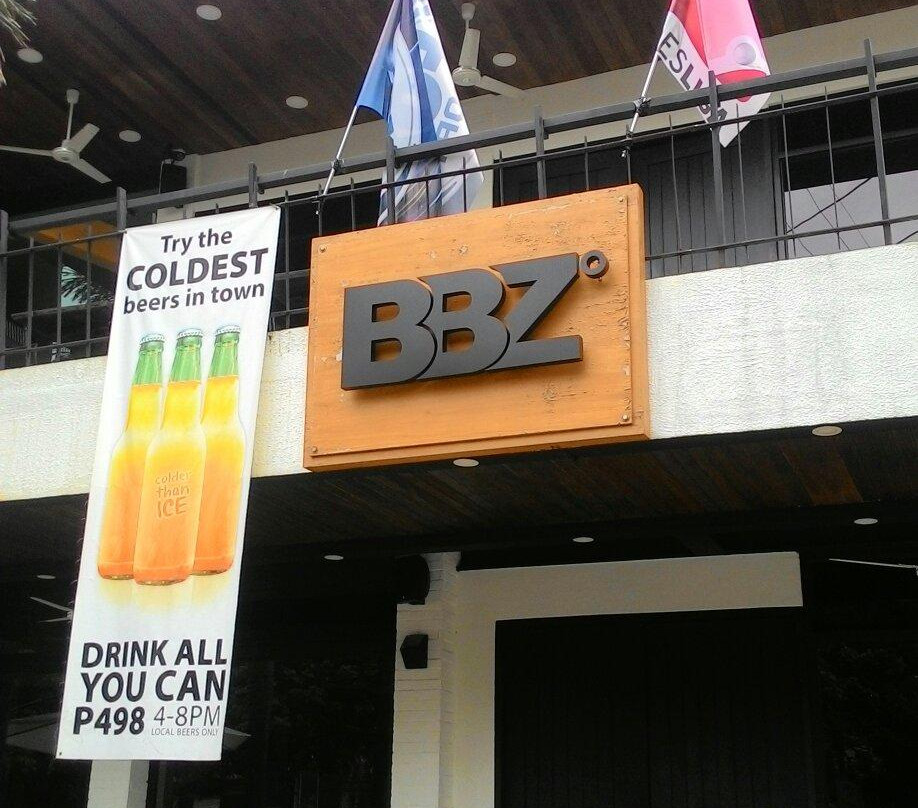 Try the
COLDEST
beers in town
colder
than
ICE
DRINK ALL
YOU CAN
P498 4-8PM
LOCAL BEERS ONLY
BBZ°